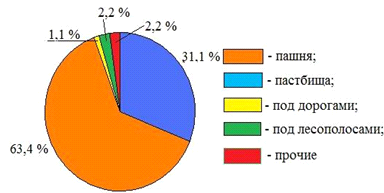 2,2 %
2,2 %
1,1 %
31,1 %
63,4 %
- пашня;
- пастбища;
- под дорогами;
- под лесополосами;
- прочие